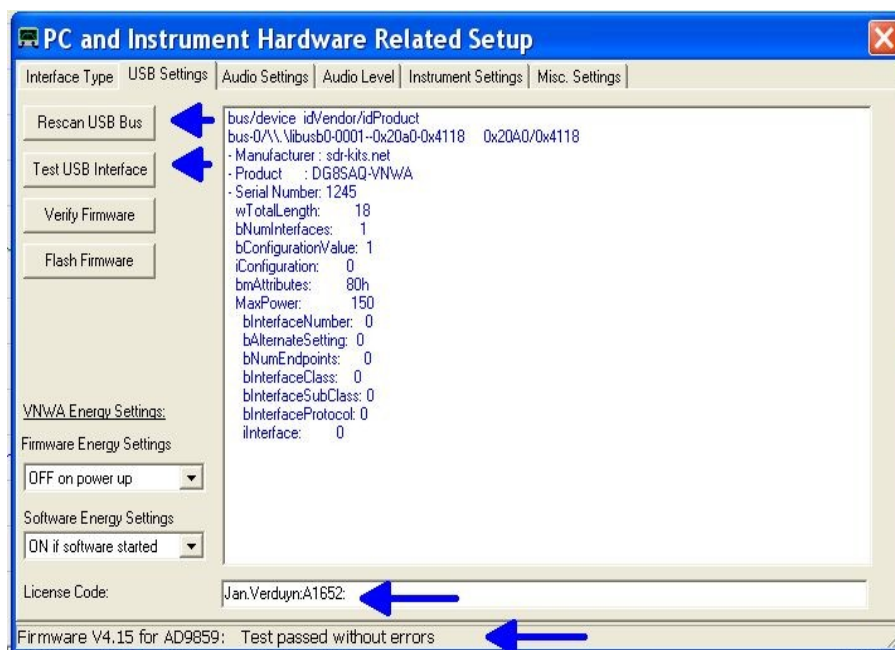 PC and Instrument Hardware Related Setup
Interface Type USB Settings Audio Settings Audio Level Instrument Settings Misc. Settings
Rescan USB Bus
Test USB Interface
Verify Firmware
Flash Firmware
bus/device idVendor/idProduct
bus-0/\\.\libusb0-0001--0x20a0-0x4118 0x20A0/0x4118
- Manufacturer : sdr-kits.net
- Product : DG8SAQ-VNWA
- Serial Number: 1245
wTotalLength: 18
bNumInterfaces: 1
bConfigurationValue: 1
iConfiguration: 0
bmAttributes: 80h
MaxPower: 150
bInterfaceNumber: 0
bAlternateSetting: 0
bNumEndpoints: 0
bInterfaceClass: 0
bInterfaceSubClass: 0
bInterfaceProtocol: 0
iInterface: 0
VNWA Energy Settings:
Firmware Energy Settings
OFF on power up
Software Energy Settings
ON if software started
License Code:
Jan.Verduyn:A1652:
Firmware V4.15 for AD9859: Test passed without errors